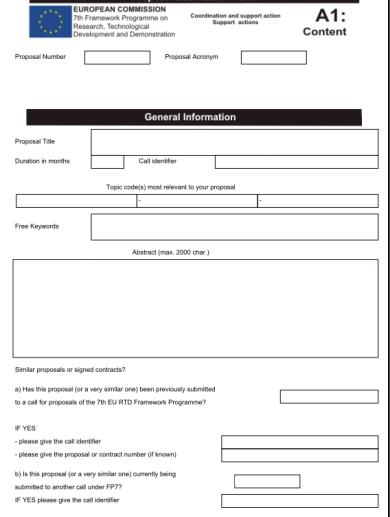 EUROPEAN COMMISSION
7th Framework Programme on
Research, Technological
Development and Demonstration
Coordination and support action
Support actions
A1:
Content
Proposal Number
Proposal Acronym
General Information
Proposal Title
Duration in months
Call identifier
Topic code(s) most relevant to your proposal
- -
Free Keywords
Abstract (max. 2000 char.)
Similar proposals or signed contracts?
a) Has this proposal (or a very similar one) been previously submitted
to a call for proposals of the 7th EU RTD Framework Programme?
IF YES
- please give the call identifier
- please give the proposal or contract number (if known)
b) Is this proposal (or a very similar one) currently being
submitted to another call under FP7?
IF YES please give the call identifier